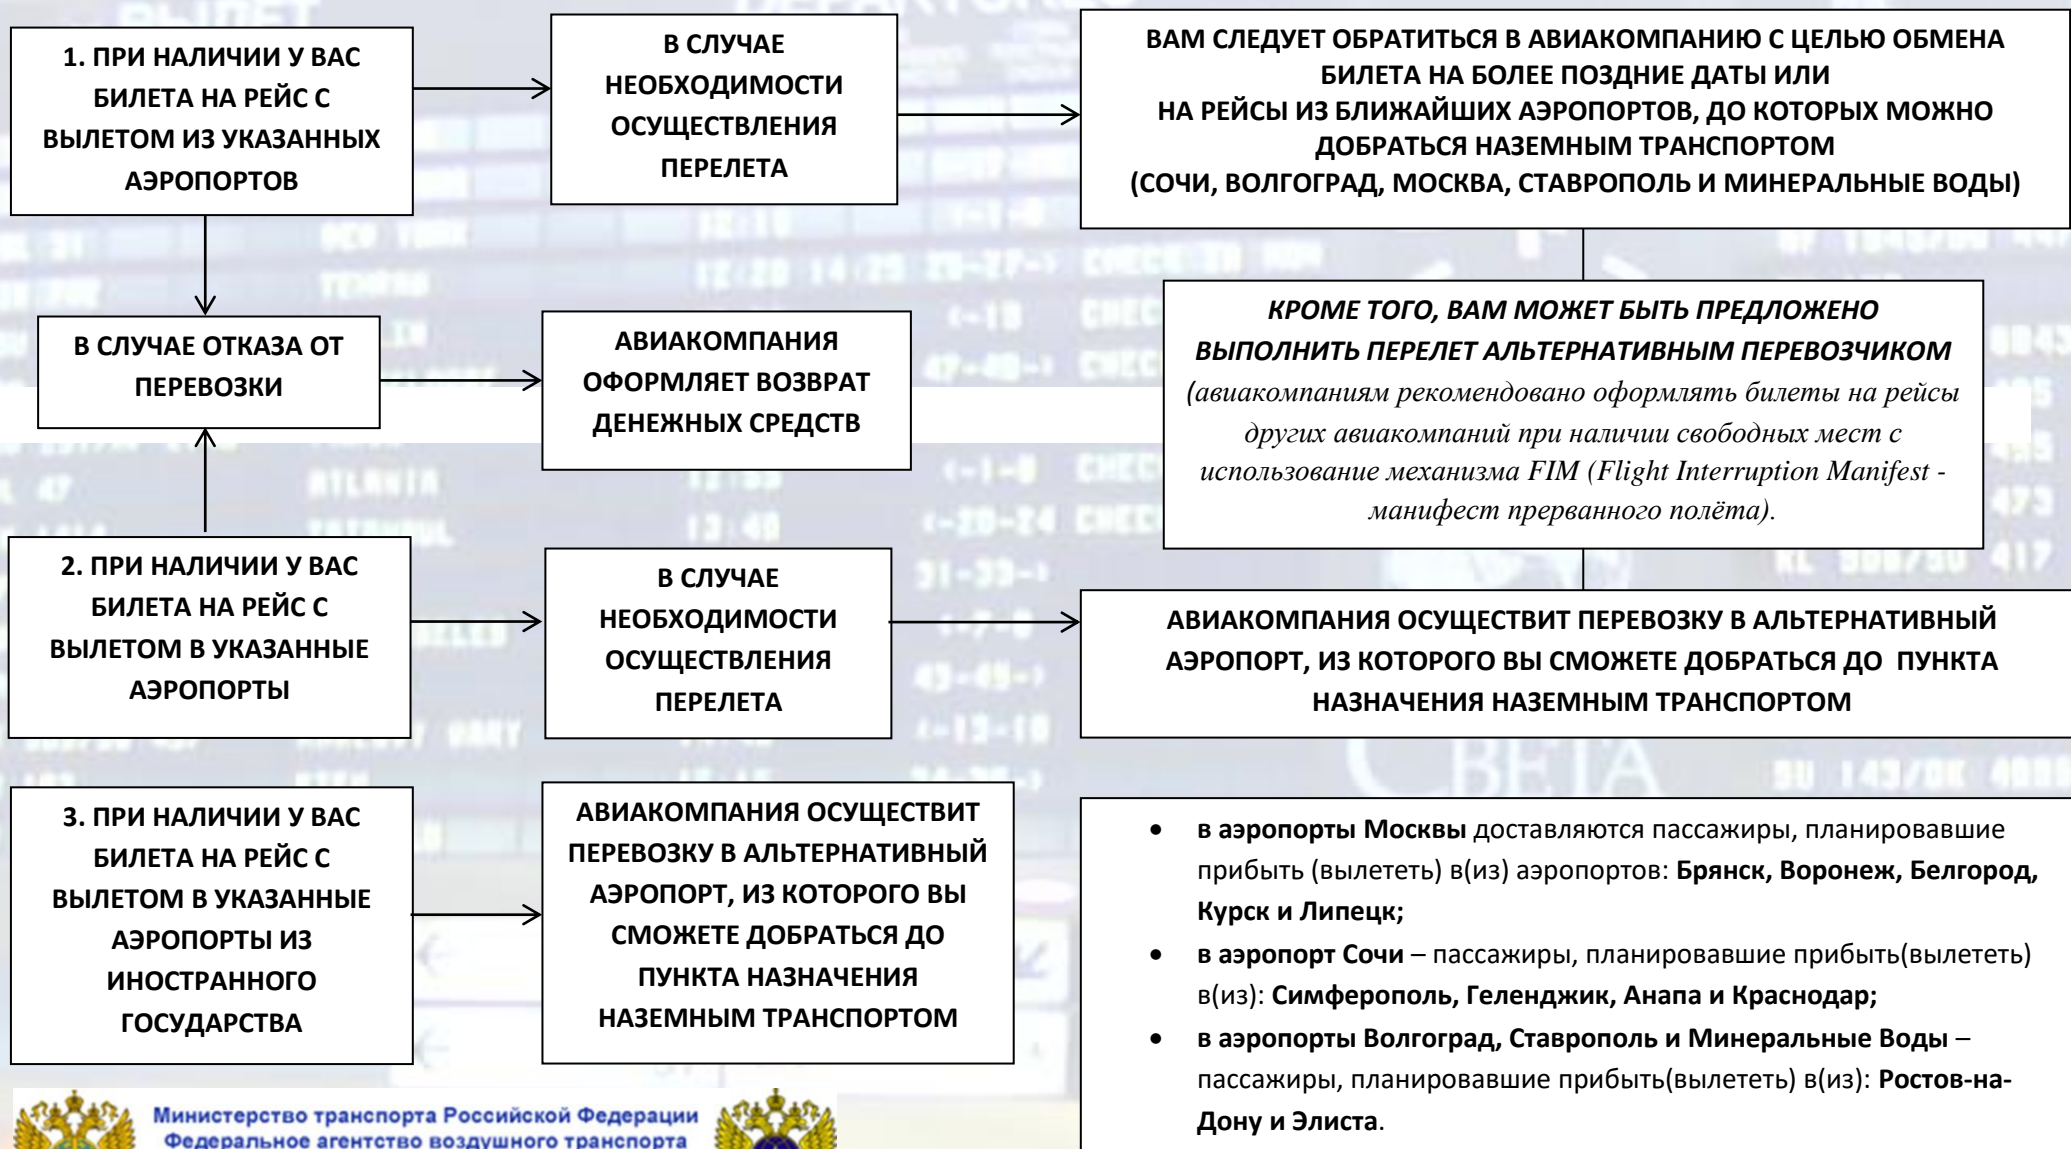 1. ПРИ НАЛИЧИИ У ВАС
БИЛЕТА НА РЕЙС С
ВЫЛЕТОМ ИЗ УКАЗАННЫХ
АЭРОПОРТОВ
В СЛУЧАЕ
НЕОБХОДИМОСТИ
ОСУЩЕСТВЛЕНИЯ
ПЕРЕЛЕТА
ВАМ СЛЕДУЕТ ОБРАТИТЬСЯ В АВИАКОМПАНИЮ С ЦЕЛЬЮ ОБМЕНА
БИЛЕТА НА БОЛЕЕ ПОЗДНИЕ ДАТЫ ИЛИ
НА РЕЙСЫ ИЗ БЛИЖАЙШИХ АЭРОПОРТОВ, ДО КОТОРЫХ МОЖНО
ДОБРАТЬСЯ НАЗЕМНЫМ ТРАНСПОРТОМ
(СОЧИ, ВОЛГОГРАД, МОСКВА, СТАВРОПОЛЬ И МИНЕРАЛЬНЫЕ ВОДЫ)
В СЛУЧАЕ ОТКАЗА ОТ
ПЕРЕВОЗКИ
АВИАКОМПАНИЯ
ОФОРМЛЯЕТ ВОЗВРАТ
ДЕНЕЖНЫХ СРЕДСТВ
КРОМЕ ТОГО, ВАМ МОЖЕТ БЫТЬ ПРЕДЛОЖЕНО
ВЫПОЛНИТЬ ПЕРЕЛЕТ АЛЬТЕРНАТИВНЫМ ПЕРЕВОЗЧИКОМ
(авиакомпаниям рекомендовано оформлять билеты на рейсы
других авиакомпаний при наличии свободных мест с
использование механизма FIM (Flight Interruption Manifest -
манифест прерванного полёта).
2. ПРИ НАЛИЧИИ У ВАС
БИЛЕТА НА РЕЙС С
ВЫЛЕТОМ В УКАЗАННЫЕ
АЭРОПОРТЫ
В СЛУЧАЕ
НЕОБХОДИМОСТИ
ОСУЩЕСТВЛЕНИЯ
ПЕРЕЛЕТА
АВИАКОМПАНИЯ ОСУЩЕСТВИТ ПЕРЕВОЗКУ В АЛЬТЕРНАТИВНЫЙ
АЭРОПОРТ, ИЗ КОТОРОГО ВЫ СМОЖЕТЕ ДОБРАТЬСЯ ДО ПУНКТА
НАЗНАЧЕНИЯ НАЗЕМНЫМ ТРАНСПОРТОМ
3. ПРИ НАЛИЧИИ У ВАС
БИЛЕТА НА РЕЙС С
ВЫЛЕТОМ В УКАЗАННЫЕ
АЭРОПОРТЫ ИЗ
ИНОСТРАННОГО
ГОСУДАРСТВА
АВИАКОМПАНИЯ ОСУЩЕСТВИТ
ПЕРЕВОЗКУ В АЛЬТЕРНАТИВНЫЙ
АЭРОПОРТ, ИЗ КОТОРОГО ВЫ
СМОЖЕТЕ ДОБРАТЬСЯ ДО
ПУНКТА НАЗНАЧЕНИЯ
НАЗЕМНЫМ ТРАНСПОРТОМ
• в аэропорты Москвы доставляются пассажиры, планировавшие
прибыть (вылететь) в(из) аэропортов: Брянск, Воронеж, Белгород,
Курск и Липецк;
• в аэропорт Сочи – пассажиры, планировавшие прибыть(вылететь)
в(из): Симферополь, Геленджик, Анапа и Краснодар;
• в аэропорты Волгоград, Ставрополь и Минеральные Воды –
пассажиры, планировавшие прибыть(вылететь) в(из): Ростов-на-
Дону и Элиста.
Министерство транспорта Российской Федерации
Федеральное агентство воздушного транспорта